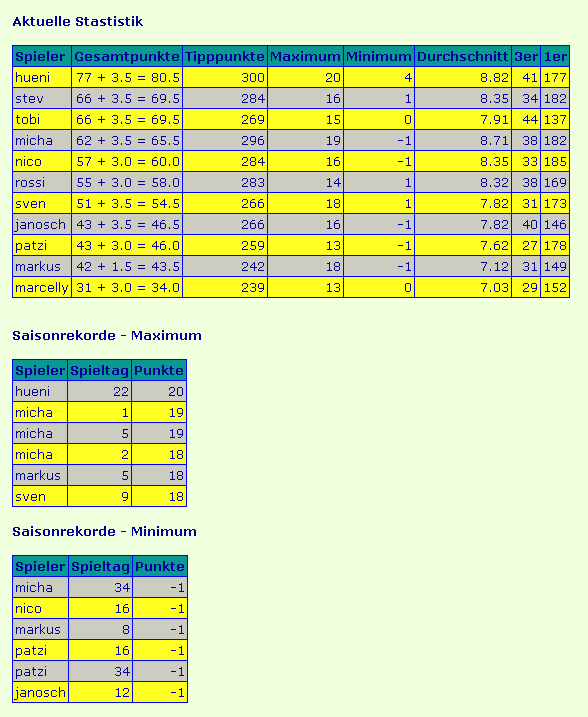 Aktuelle Stastistik
Spieler Gesamtpunkte Tipppunkte Maximum Minimum Durchschnitt 3er 1er
hueni 77 + 3.5 = 80.5 300 20 4 8.82 41 177
stev 66 + 3.5 = 69.5 284 16 1 8.35 34 182
tobi 66 + 3.5 = 69.5 269 15 0 7.91 44 137
micha 62 + 3.5 = 65.5 296 19 -1 8.71 38 182
nico 57 + 3.0 = 60.0 284 16 -1 8.35 33 185
rossi 55 + 3.0 = 58.0 283 14 1 8.32 38 169
sven 51 + 3.5 = 54.5 266 18 1 7.82 31 173
janosch 43 + 3.5 = 46.5 266 16 -1 7.82 40 146
patzi 43 + 3.0 = 46.0 259 13 -1 7.62 27 178
markus 42 + 1.5 = 43.5 242 18 -1 7.12 31 149
marcelly 31 + 3.0 = 34.0 239 13 0 7.03 29 152
Saisonrekorde - Maximum
Spieler Spieltag Punkte
hueni 22 20
micha 1 19
micha 5 19
micha 2 18
markus 5 18
sven 9 18
Saisonrekorde - Minimum
Spieler Spieltag Punkte
micha 34 -1
nico 16 -1
markus 8 -1
patzi 16 -1
patzi 34 -1
janosch 12 -1